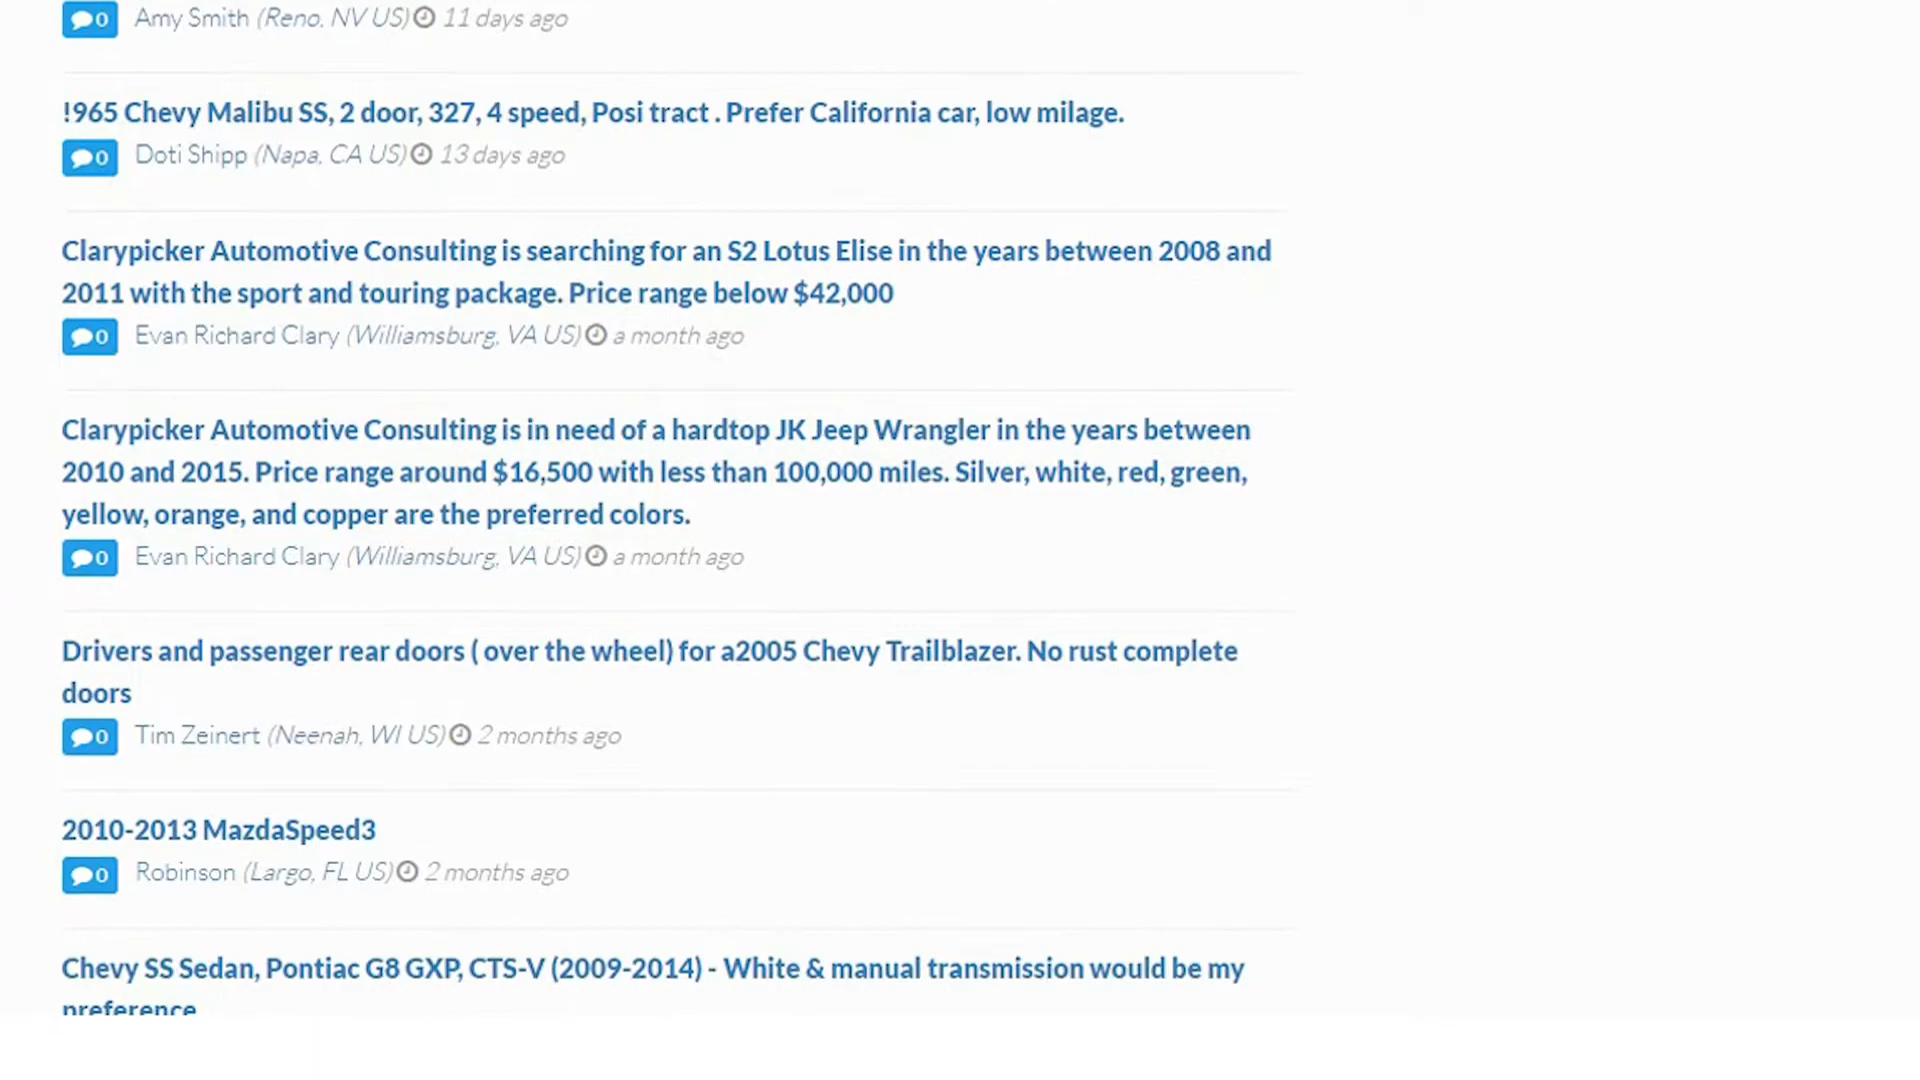 0 Amy Smith (Reno, NV US) 11 days ago
!965 Chevy Malibu SS, 2 door, 327, 4 speed, Posi tract . Prefer California car, low milage.
0 Doti Shipp (Napa, CA US) 13 days ago
Clarypicker Automotive Consulting is searching for an S2 Lotus Elise in the years between 2008 and
2011 with the sport and touring package. Price range below $42,000
0 Evan Richard Clary (Williamsburg, VA US) a month ago
Clarypicker Automotive Consulting is in need of a hardtop JK Jeep Wrangler in the years between
2010 and 2015. Price range around $16,500 with less than 100,000 miles. Silver, white, red, green,
yellow, orange, and copper are the preferred colors.
0 Evan Richard Clary (Williamsburg, VA US) a month ago
Drivers and passenger rear doors ( over the wheel) for a2005 Chevy Trailblazer. No rust complete
doors
0 Tim Zeinert (Neenah, WI US) 2 months ago
2010-2013 MazdaSpeed3
0 Robinson (Largo, FL US) 2 months ago
Chevy SS Sedan, Pontiac G8 GXP, CTS-V (2009-2014) - White & manual transmission would be my
preference